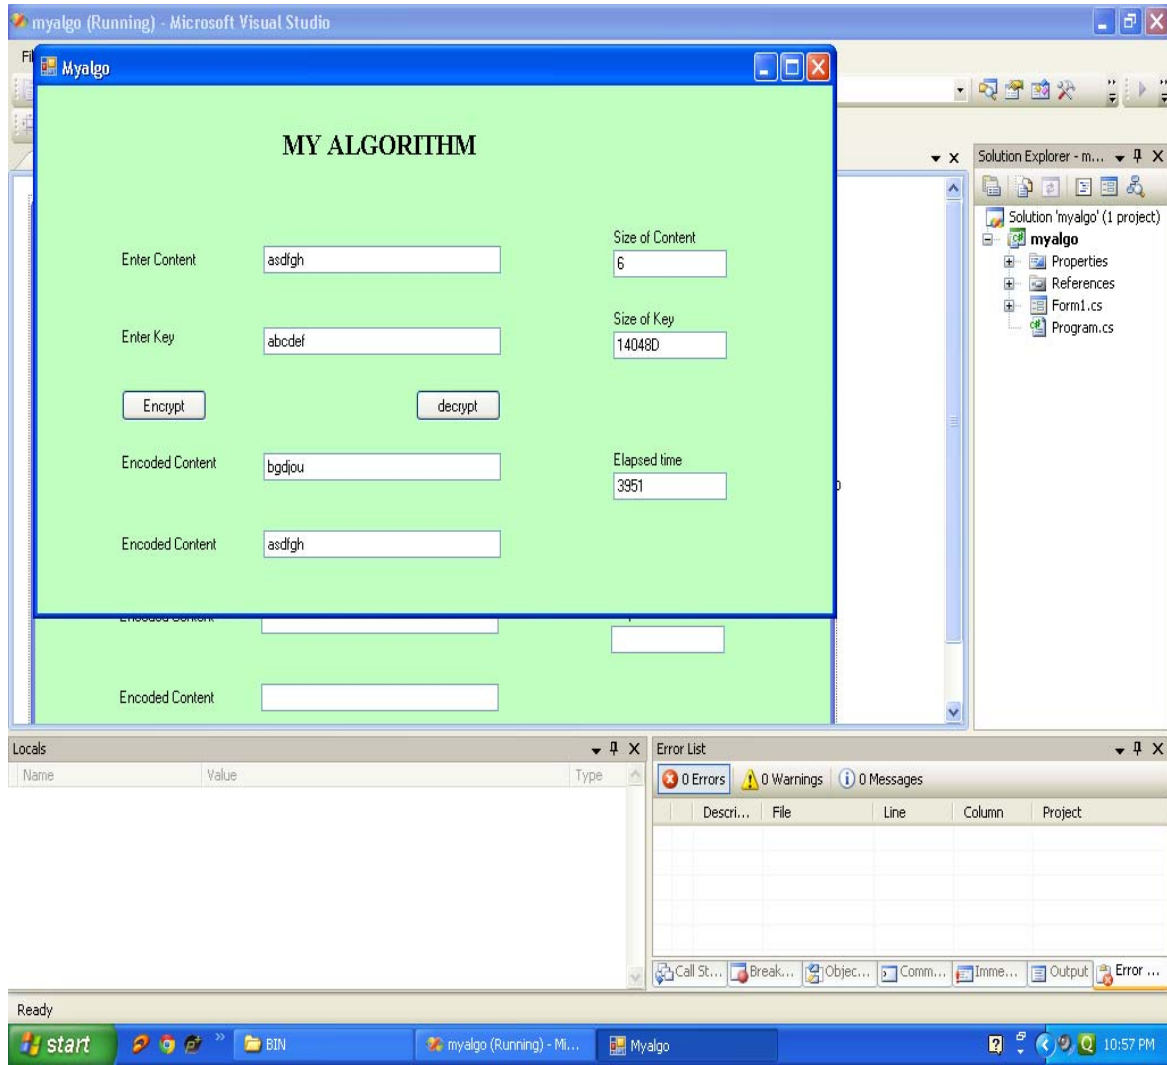 myalgo (Running) - Microsoft Visual Studio
Myalgo
MY ALGORITHM
Solution Explorer - m...
Solution 'myalgo' (1 project)
myalgo
Properties
References
Form1.cs
Program.cs
Size of Content
Enter Content asdfgh 6
Size of Key
Enter Key abcdef 14048D
Encrypt decrypt
Encoded Content bgdjou Elapsed time
3951
Encoded Content asdfgh
Encoded Content
Encoded Content
Locals
Name Value Type
Error List
0 Errors 0 Warnings 0 Messages
Descri... File Line Column Project
Call St... Break... Objec... Comm... Imme... Output Error ...
Ready
start BIN myalgo (Running) - Mi... Myalgo 10:57 PM